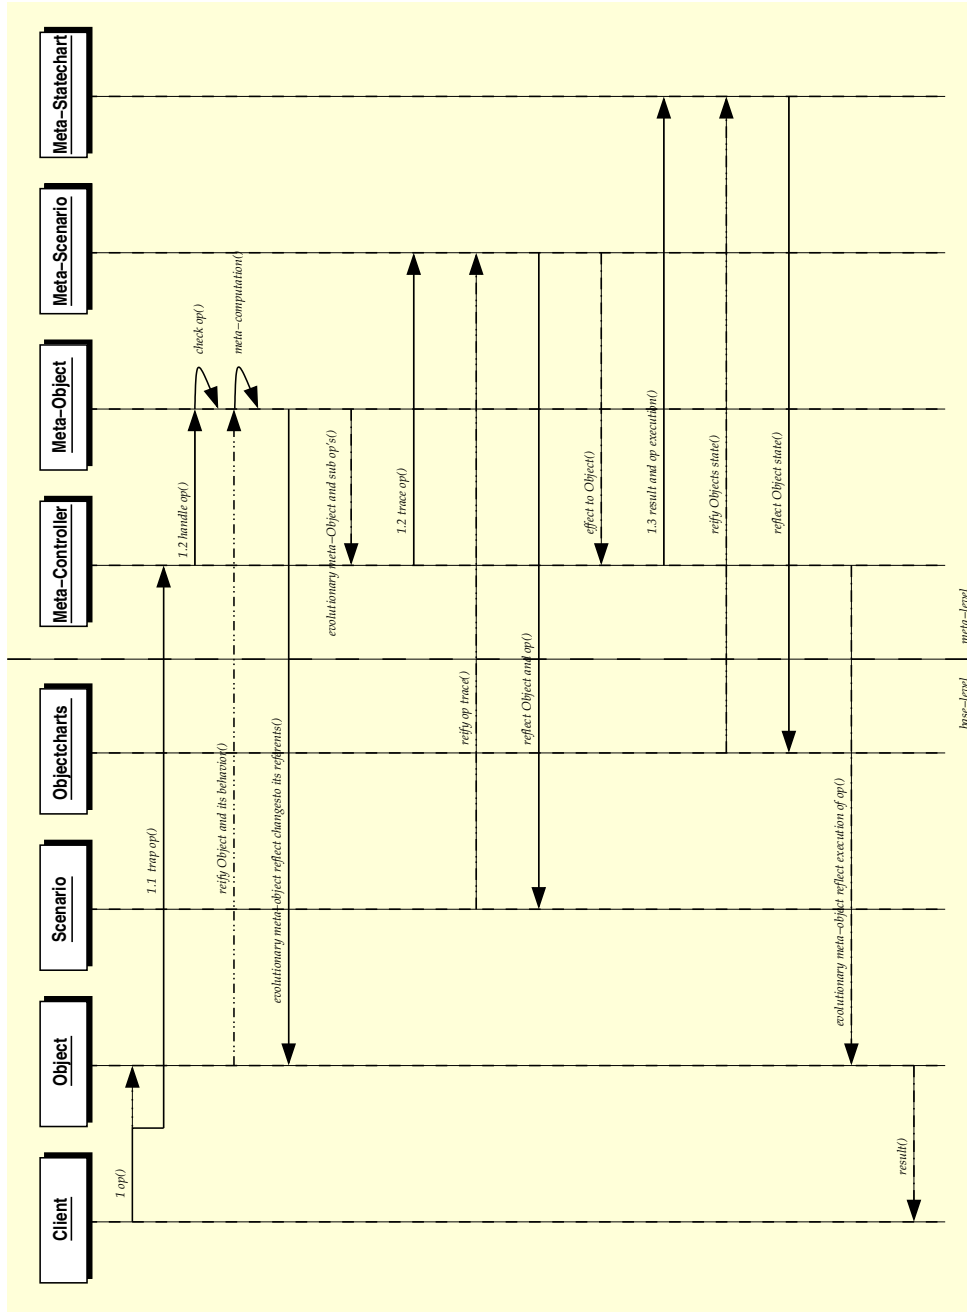 Client
Object
Scenario
Objectcharts
Meta–Controller
Meta–Object
Meta–Scenario
Meta–Statechart
1 op()
1.1 trap op()
1.2 handle op()
check op()
reify Object and its behavior()
meta–computation()
evolutionary meta–object reflect changesto its referents()
evolutionary meta–Object and sub op's()
1.2 trace op()
reify op trace()
reflect Object and op()
effect to Object()
1.3 result and op execution()
reify Objects state()
reflect Object state()
evolutionary meta–object reflect execution of op()
result()
base–level
meta–level